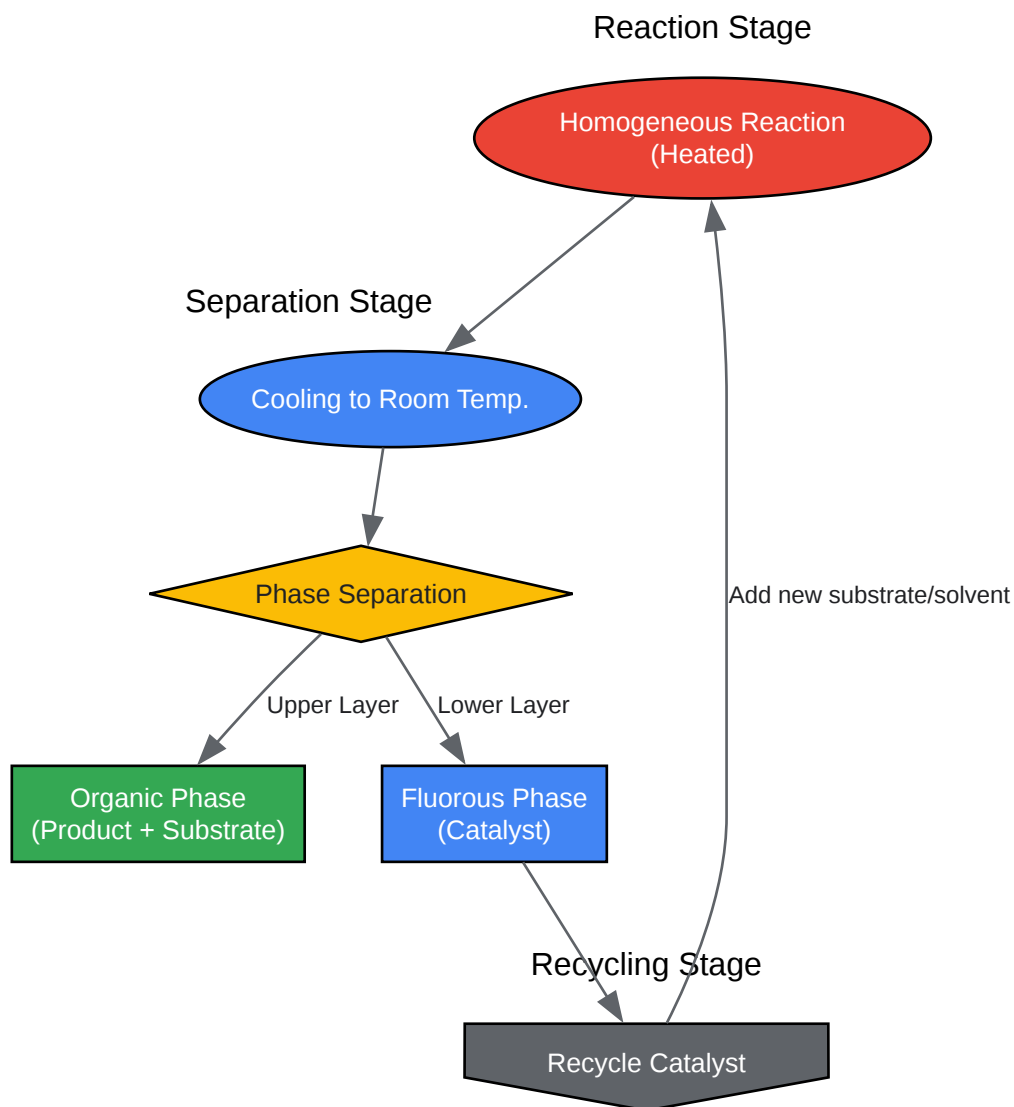 Reaction Stage
Homogeneous Reaction
(Heated)
Separation Stage
Cooling to Room Temp.
Phase Separation
Add new substrate/solvent
Upper Layer
Lower Layer
Organic Phase
(Product + Substrate)
Fluorous Phase
(Catalyst)
Recycling Stage
Recycle Catalyst